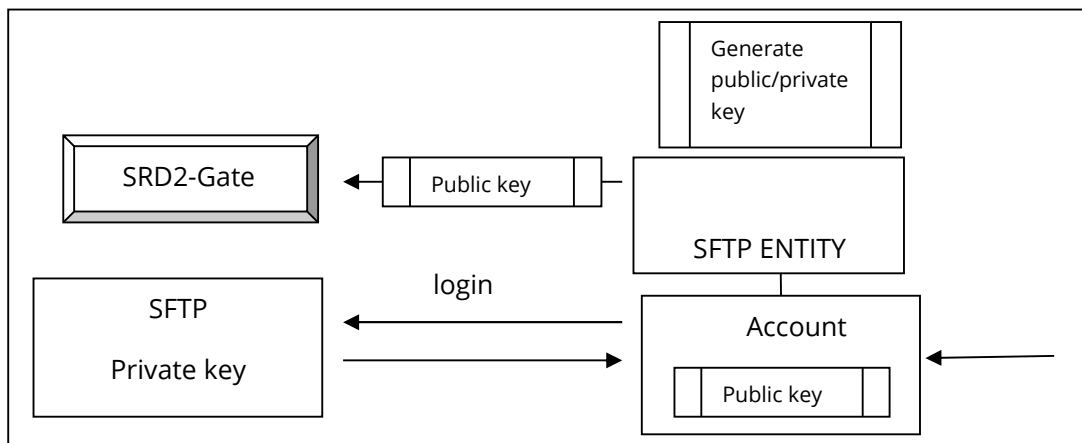 Generate
public/private
key
SRD2-Gate
Public key
SFTP ENTITY
login
SFTP
Private key
Account
Public key